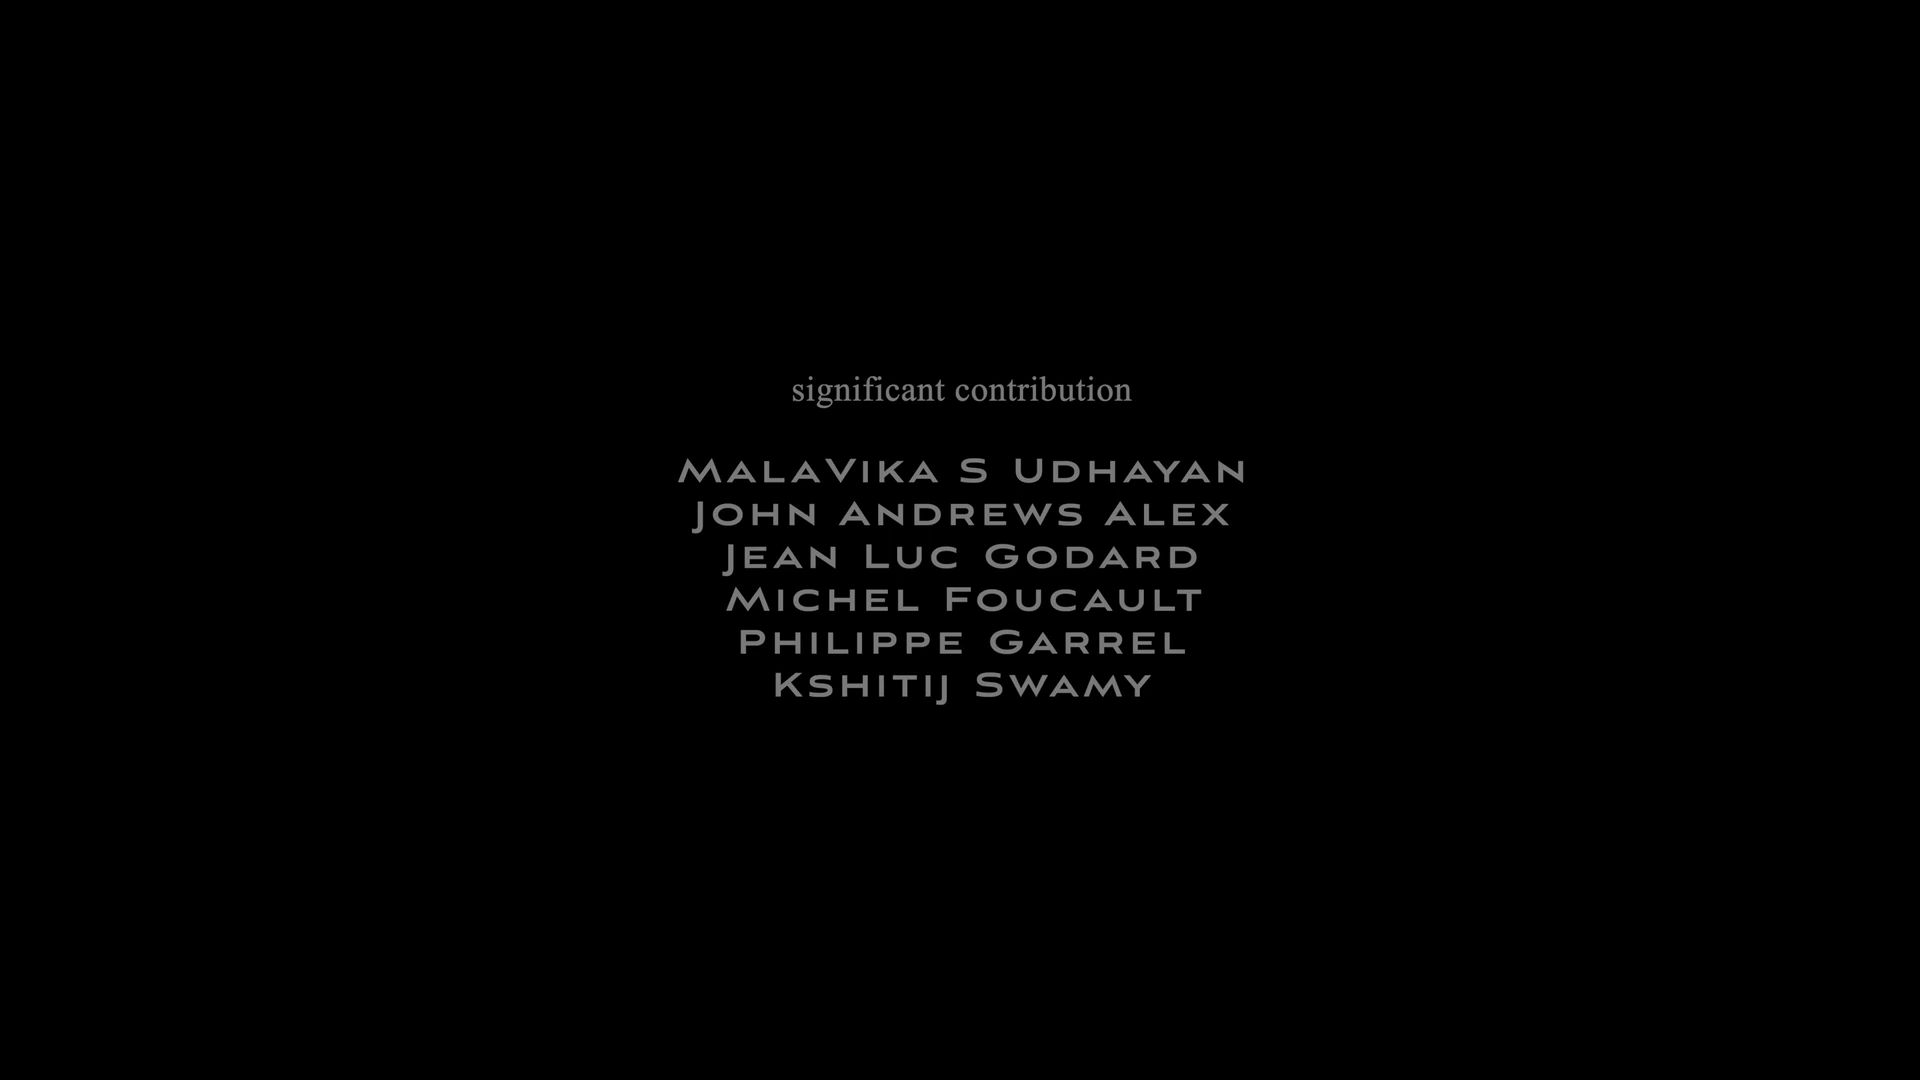 significant contribution
MALAVIKA S UDHAYAN
JOHN ANDREWS ALEX
JEAN LUC GODARD
MICHEL FOUCAULT
PHILIPPE GARREL
KSHITIJ SWAMY